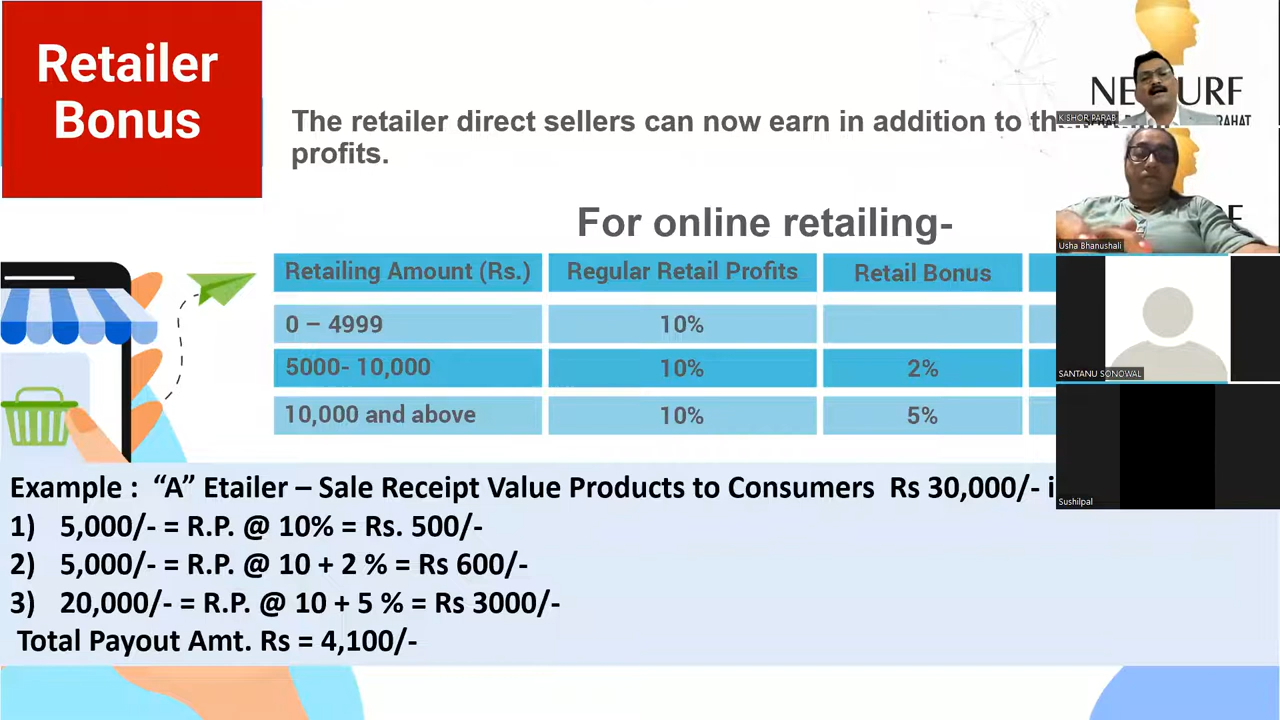 Retailer
Bonus
The retailer direct sellers can now earn in addition to
profits.
For online retailing-
Retailing Amount (Rs.) Regular Retail Profits Retail Bonus
0 – 4999 10%
5000- 10,000 10% 2%
10,000 and above 10% 5%
Example : “A” Etailer – Sale Receipt Value Products to Consumers Rs 30,000/-
1) 5,000/- = R.P. @ 10% = Rs. 500/-
2) 5,000/- = R.P. @ 10 + 2 % = Rs 600/-
3) 20,000/- = R.P. @ 10 + 5 % = Rs 3000/-
Total Payout Amt. Rs = 4,100/-
KISHOR PARAB
Usha Bhanushali
SANTANU SONOWAL
Sushilpal